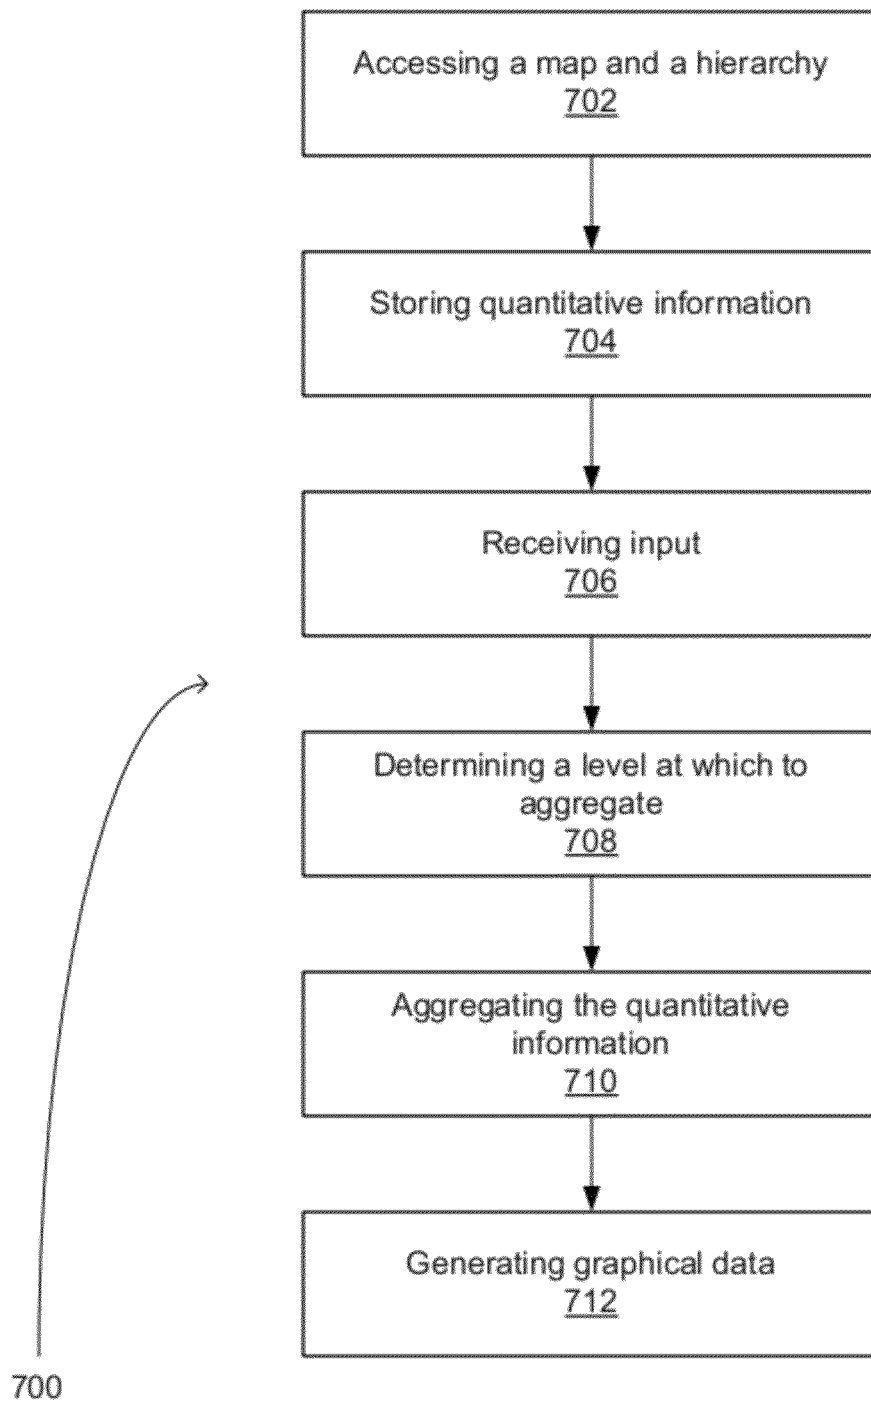 Accessing a map and a hierarchy
702
Storing quantitative information
704
Receiving input
706
Determining a level at which to
aggregate
708
Aggregating the quantitative
information
710
Generating graphical data
712
700